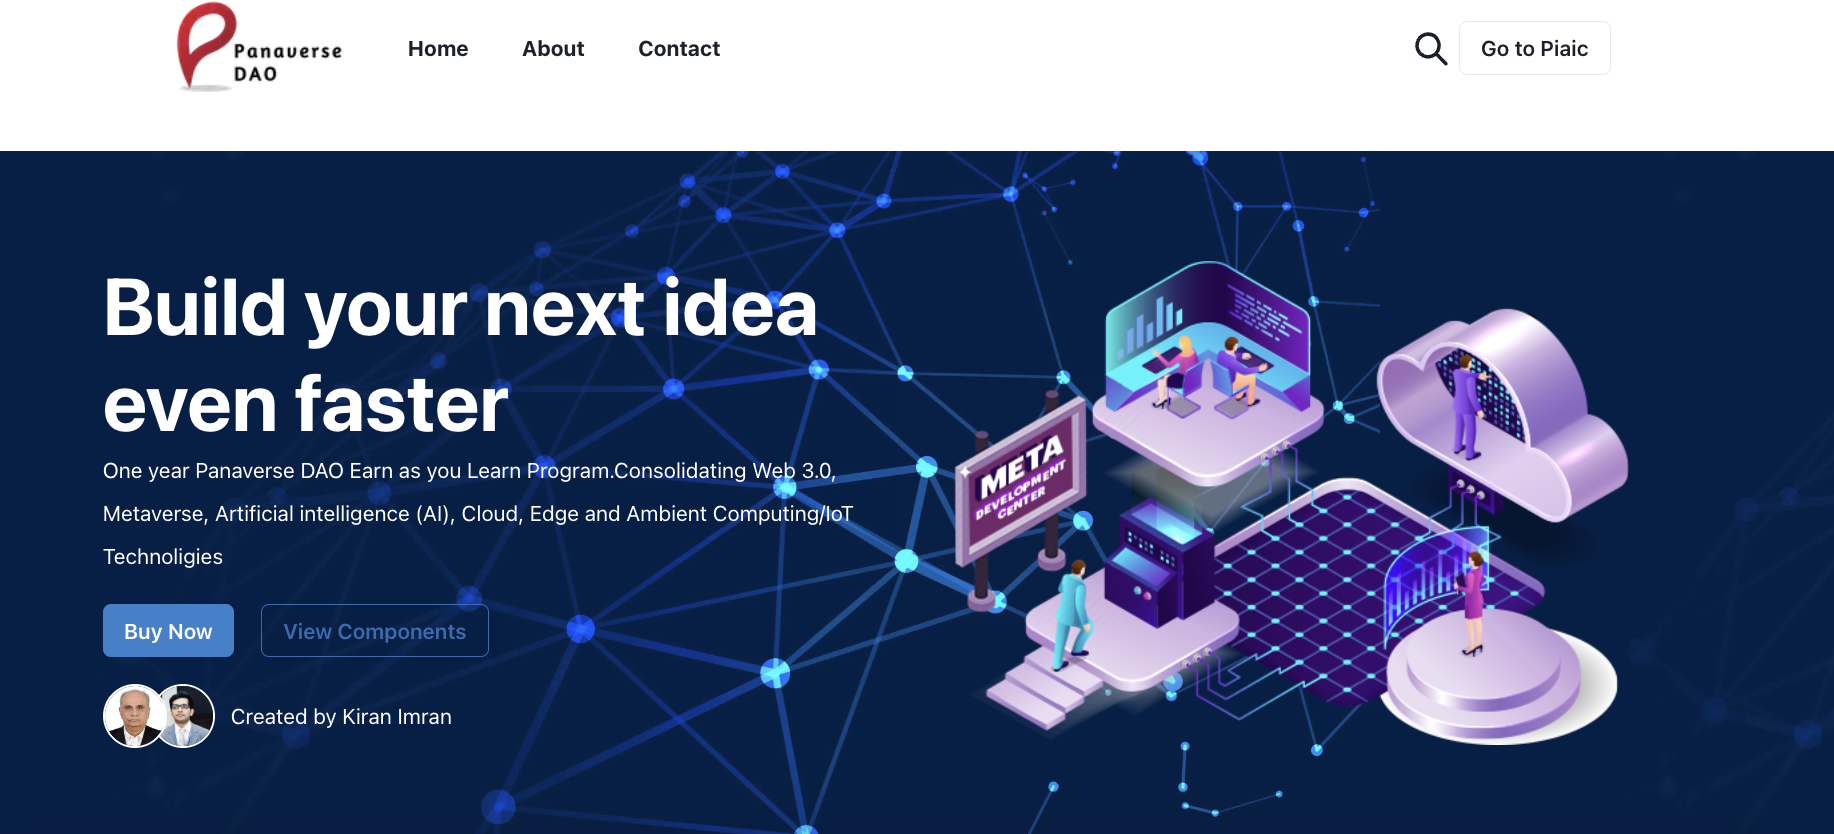 Panaverse
DAO
Home
About
Contact
Go to Piaic
Build your next idea
even faster
One year Panaverse DAO Earn as you Learn Program.Consolidating Web 3.0,
Metaverse, Artificial intelligence (AI), Cloud, Edge and Ambient Computing/IoT
Technoligies
META
DEVELOPMENT
CENTER
Buy Now
View Components
Created by Kiran Imran